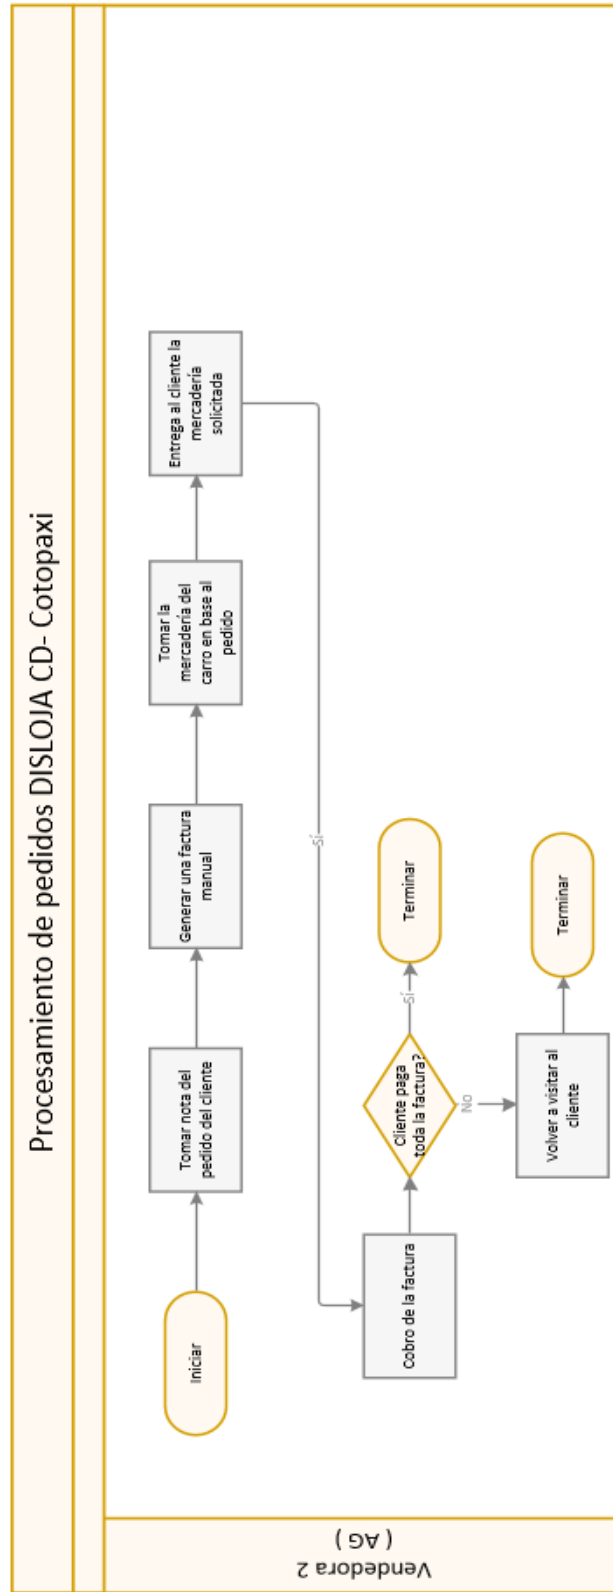 Procesamiento de pedidos DISLOJA CD- Cotopaxi
Vendedora 2
( AG )
Iniciar
Tomar nota del
pedido del cliente
Generar una factura
manual
Tomar la
mercadería del
carro en base al
pedido
Entrega al cliente la
mercadería
solicitada
Sí
Cobro de la factura
Cliente paga
toda la factura?
Sí
Terminar
No
Volver a visitar al
cliente
Terminar